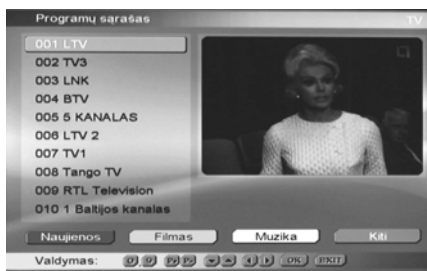 Programų sąrašas TV
001 LTV
002 TV3
003 LNK
004 BTV
005 5 KANALAS
006 LTV 2
007 TV1
008 Tango TV
009 RTL Television
010 1 Baltijos kanalas
Naujienos Filmas Muzika Kiti
Valdymas: OK EXIT